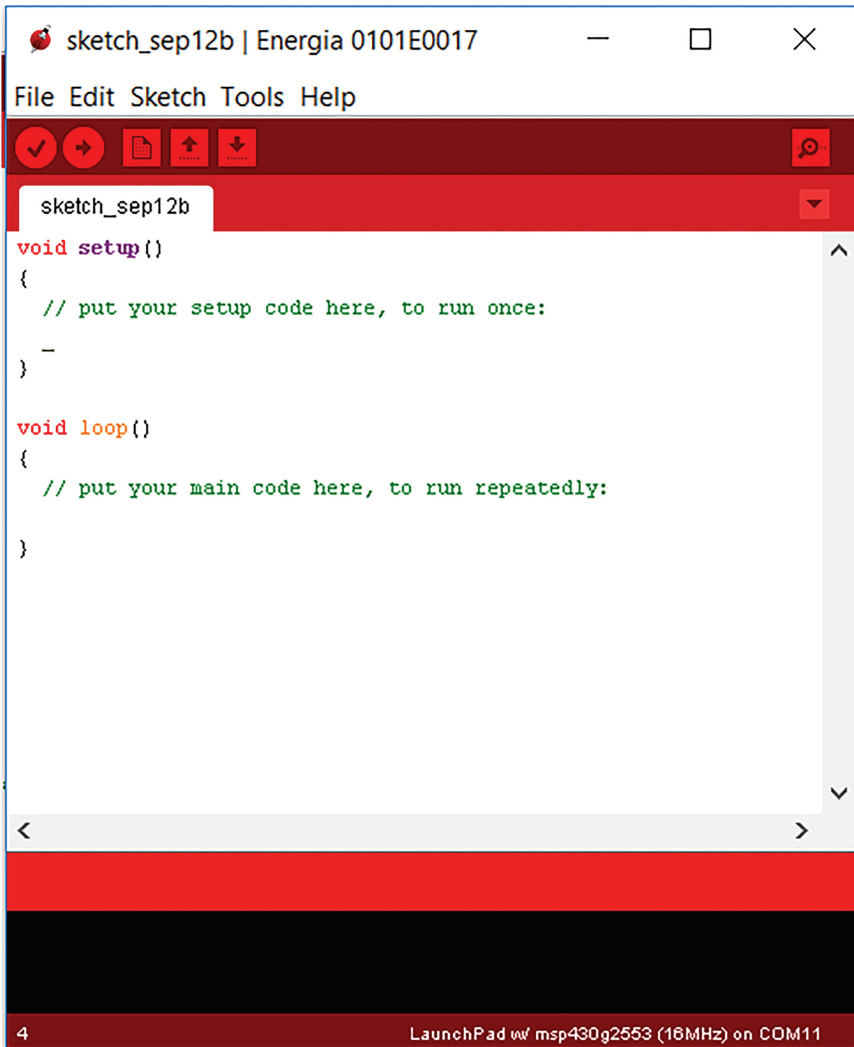 sketch_sep12b | Energia 0101E0017
File Edit Sketch Tools Help
sketch_sep12b
void setup()
{
  // put your setup code here, to run once:
  _
}
void loop()
{
  // put your main code here, to run repeatedly:
}
4 LaunchPad w/ msp430g2553 (16MHz) on COM11